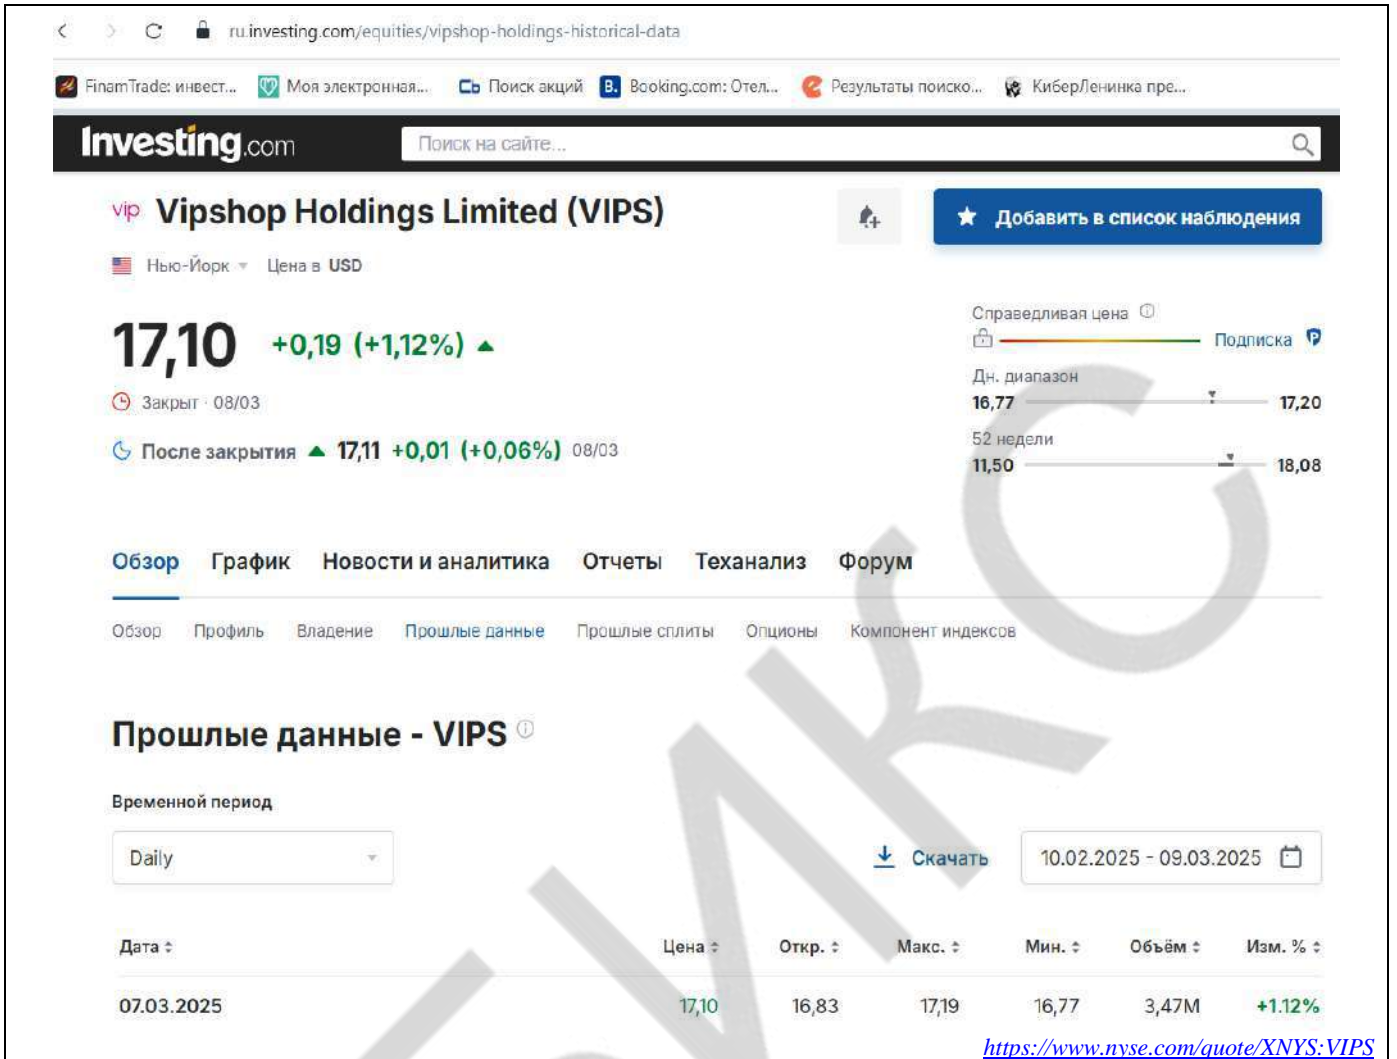 ru.investing.com/equities/vipshop-holdings-historical-data
FinamTrade: инвест... Моя электронная... Сь Поиск акций B. Booking.com: Отел... Результаты поиско... КиберЛенинка пре...
Investing.com Поиск на сайте...
vip Vipshop Holdings Limited (VIPS) Добавить в список наблюдения
Нью-Йорк Цена в USD
17,10 +0,19 (+1,12%)
Справедливая цена
Подписка
Закрыт · 08/03
Дн. диапазон
16,77 17,20
После закрытия 17,11 +0,01 (+0,06%) 08/03
52 недели
11,50 18,08
Обзор График Новости и аналитика Отчеты Теханализ Форум
Обзор Профиль Владение Прошлые данные Прошлые сплиты Опционы Компонент индексов
Прошлые данные - VIPS
Временной период
Daily Скачать 10.02.2025 - 09.03.2025
Дата Цена Откр. Макс. Мин. Объём Изм. %
07.03.2025 17,10 16,83 17,19 16,77 3,47M +1.12%
https://www.nyse.com/quote/XNYS:VIPS
ТИКС